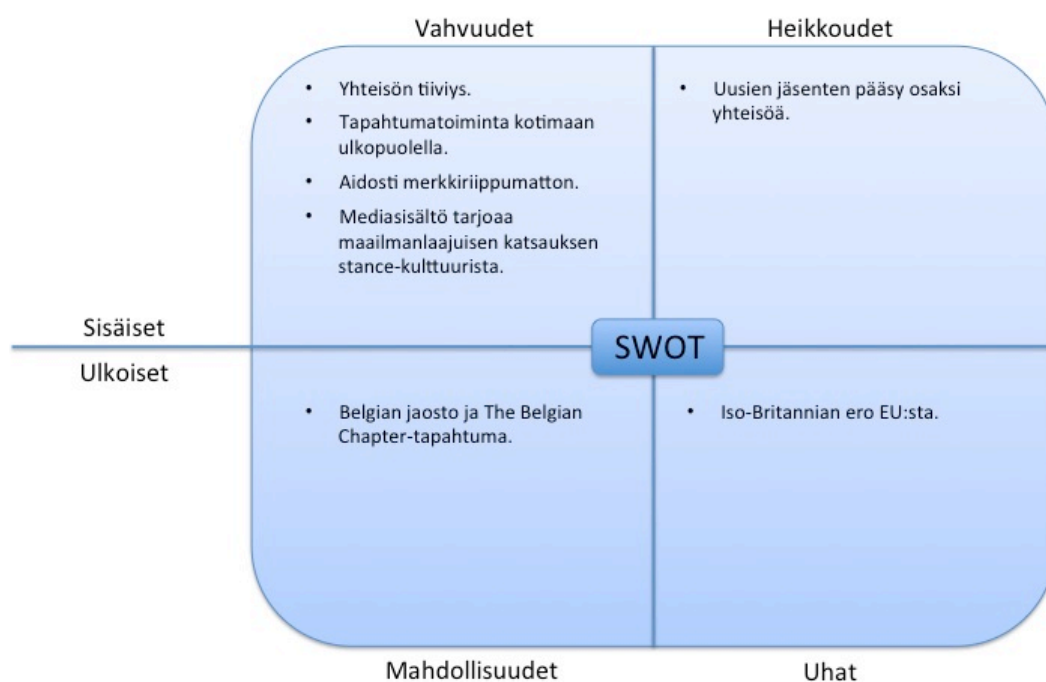 Vahvuudet
Heikkoudet
• Yhteisön tiiviys.
• Tapahtumatoiminta kotimaan
ulkopuolella.
• Aidosti merkkiriippumatton.
• Mediasisältö tarjoaa
maailmanlaajuisen katsauksen
stance-kulttuurista.
• Uusien jäsenten pääsy osaksi
yhteisöä.
Sisäiset
SWOT
Ulkoiset
• Belgian jaosto ja The Belgian
Chapter-tapahtuma.
• Iso-Britannian ero EU:sta.
Mahdollisuudet
Uhat